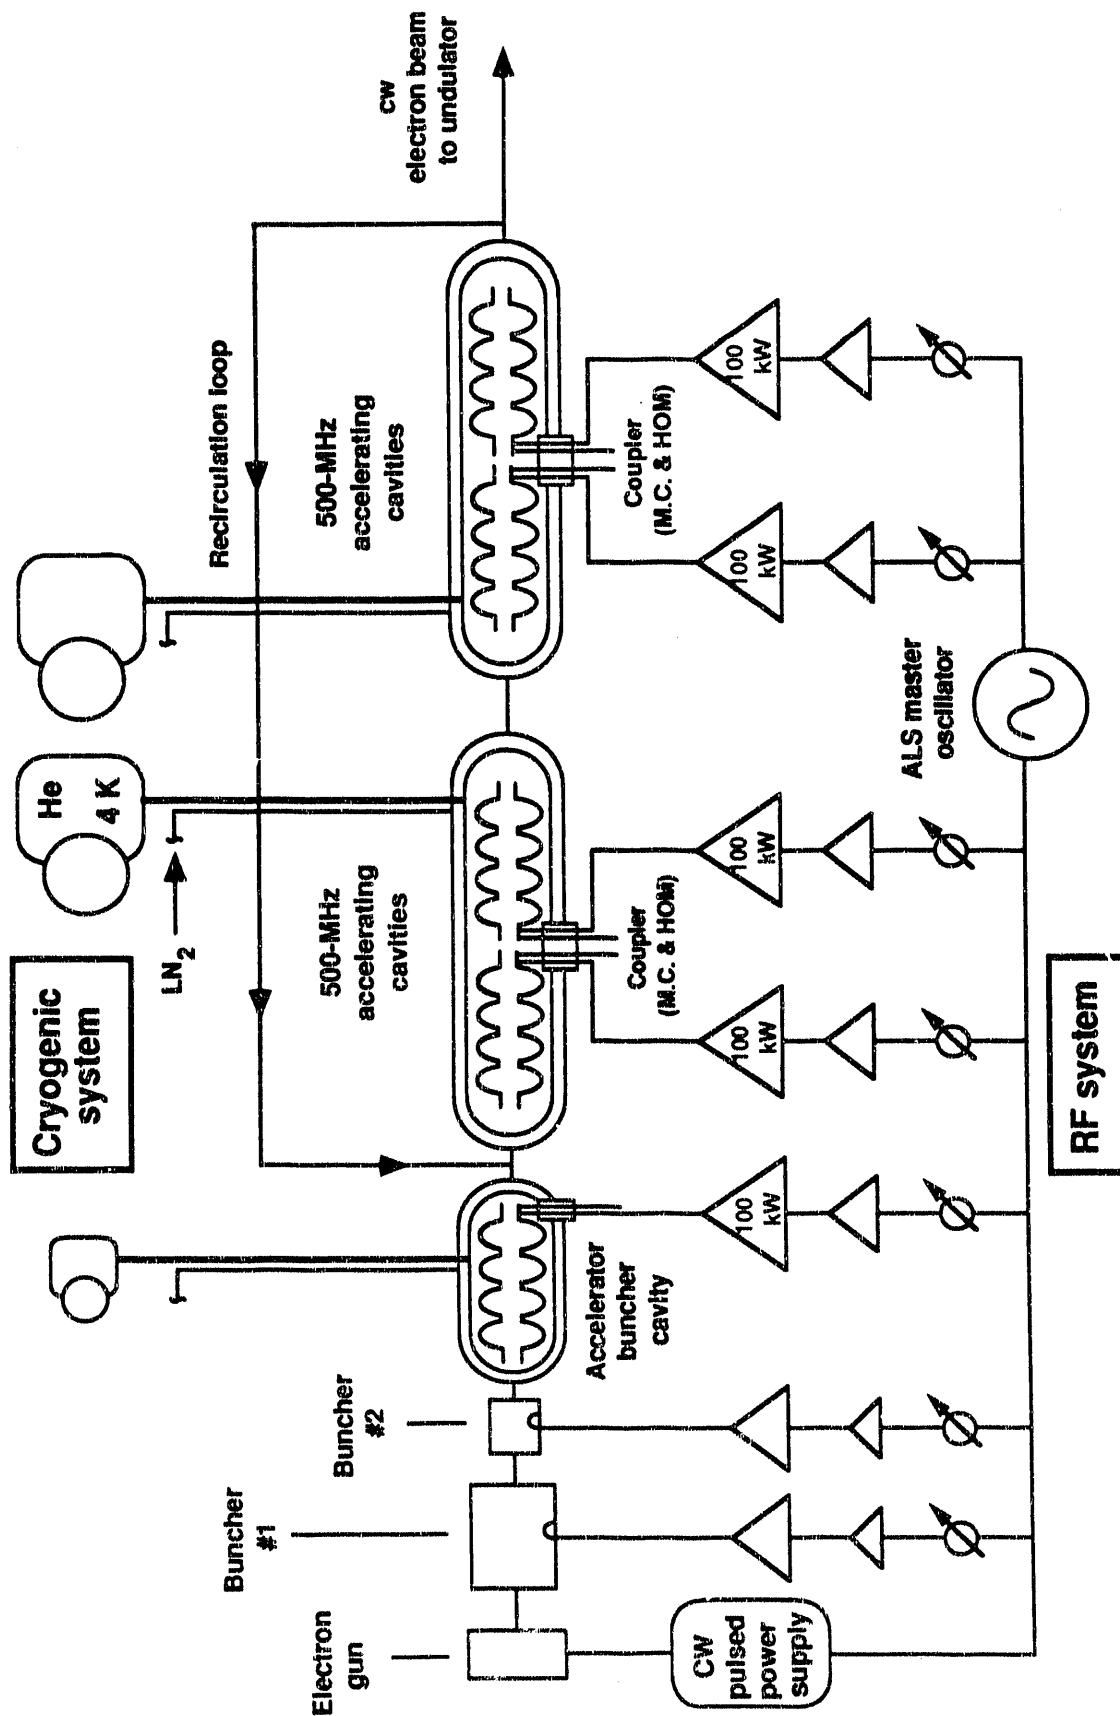 Cryogenic
system
He
4 K
LN2
Recirculation loop
cw
electron beam
to undulator
Electron
gun
Buncher
#1
Buncher
#2
500-MHz
accelerating
cavities
500-MHz
accelerating
cavities
Accelerator
buncher
cavity
Coupler
(M.C. & HOM)
Coupler
(M.C. & HOM)
CW
pulsed
power
supply
100
kW
100
kW
100
kW
100
kW
100
kW
ALS master
oscillator
RF system